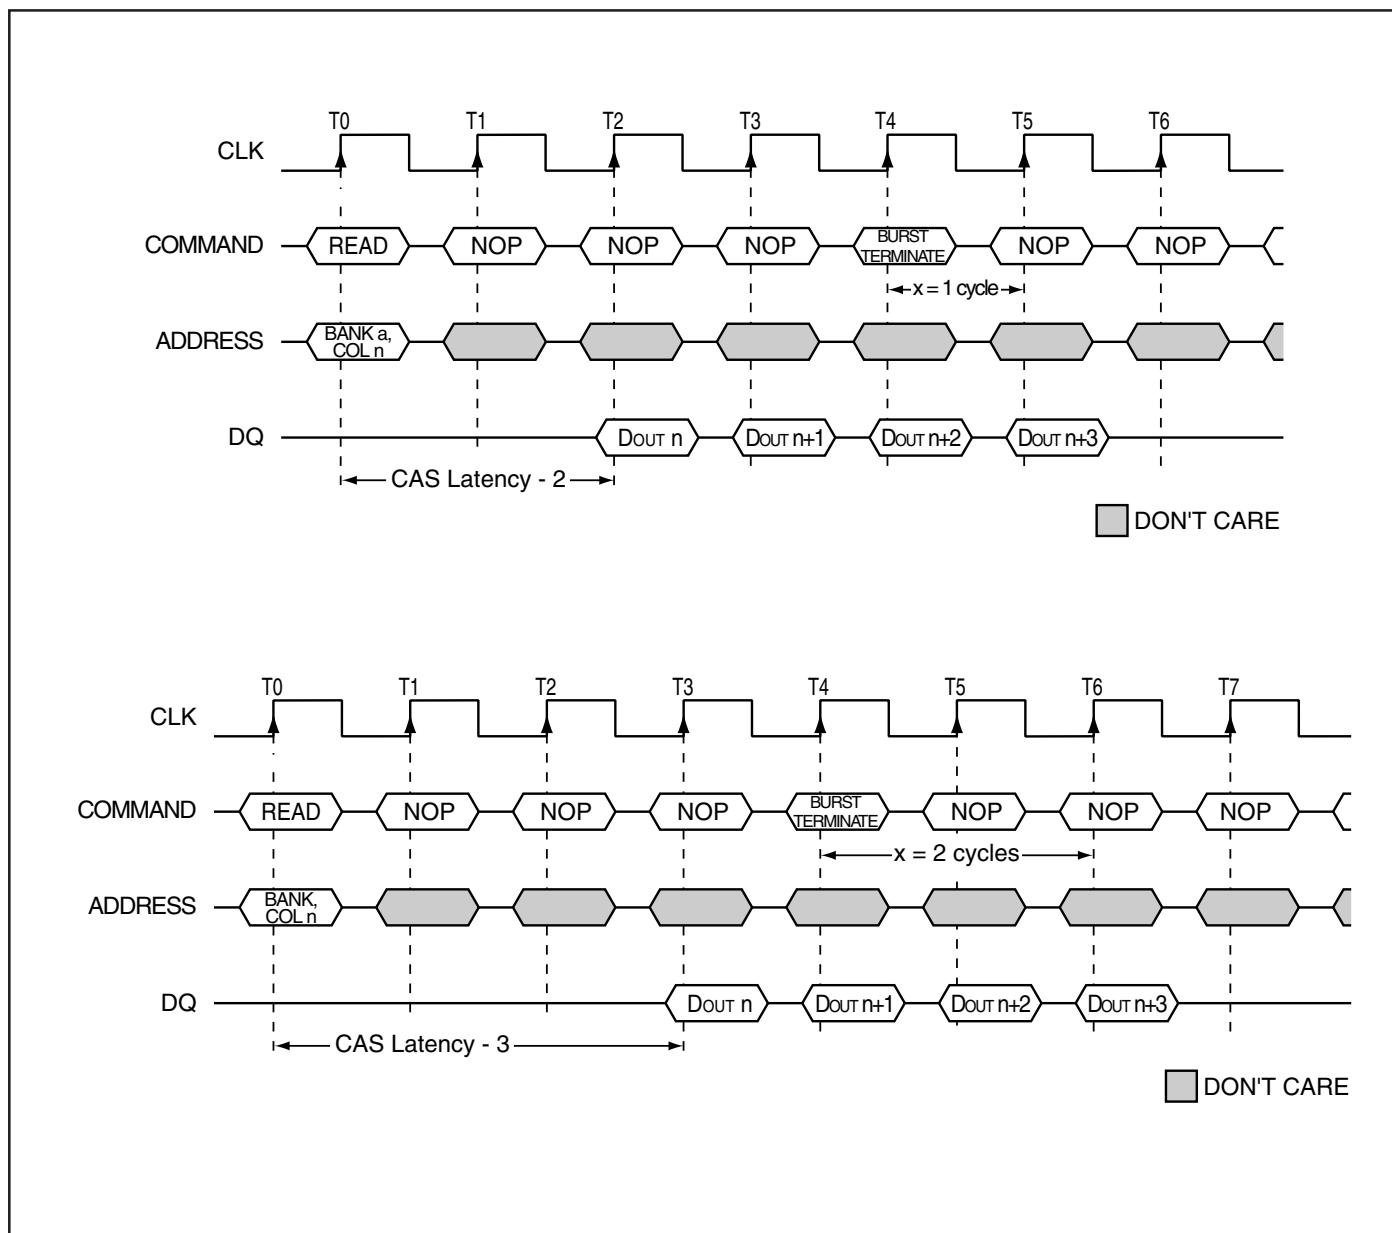 T0 T1 T2 T3 T4 T5 T6
CLK
COMMAND READ NOP NOP NOP BURST TERMINATE NOP NOP
x = 1 cycle
ADDRESS BANK a, COL n
DQ DOUT n DOUT n+1 DOUT n+2 DOUT n+3
CAS Latency - 2
DON'T CARE
T0 T1 T2 T3 T4 T5 T6 T7
CLK
COMMAND READ NOP NOP NOP BURST TERMINATE NOP NOP NOP
x = 2 cycles
ADDRESS BANK, COL n
DQ DOUT n DOUT n+1 DOUT n+2 DOUT n+3
CAS Latency - 3
DON'T CARE